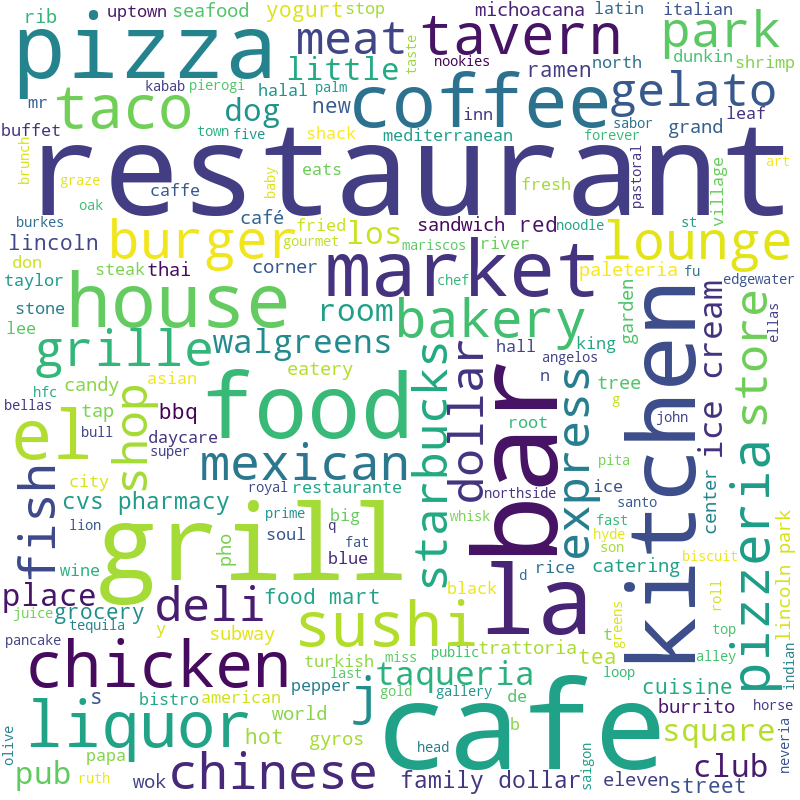 rib
uptown
seafood
yogurt
stop
michoacana
latin
italian
pizza
meat
tavern
park
taste
little
nookies
ramen
north
dunkin
shrimp
kabab
pierogi
halal
palm
mr
taco
dog
new
coffee
inn
gelato
sabor
grand
leaf
buffet
town
five
shack
mediterranean
forever
art
restaurant
brunch
graze
caffe
baby
eats
fresh
pastoral
village
oak
burkes
café
fried
sandwich
red
noodle
st
lincoln
burger
gourmet
los
mariscos
river
lounge
don
steak
thai
corner
chef
paleteria
fu
edgewater
taylor
house
market
stone
room
bakery
king
garden
ellas
lee
grille
walgreens
hall
angelos
n
hfc
candy
asian
eatery
food
starbucks
dollar
bar
express
tree
kitchen
ice cream
store
bellas
tap
bbq
g
john
el
shop
bull
daycare
super
root
fish
city
mexican
pita
pizzeria
cvs pharmacy
royal
restaurante
northside
ice
santo
center
lion
prime
q
big
whisk
fast
hyde
lincoln park
wine
grill
pho
soul
fat
blue
d
son
rice
biscuit
place
grocery
deli
food mart
black
la
catering
roll
juice
tequila
y
subway
sushi
public
trattoria
t
greens
top
pancake
chicken
turkish
miss
tea
alley
indian
last
taqueria
loop
s
bistro
american
pepper
j
gold
gallery
de
cafe
cuisine
burrito
horse
liquor
world
b
square
olive
papa
hot
gyros
head
saigon
neveria
pub
ruth
wok
chinese
family dollar
eleven
street
club